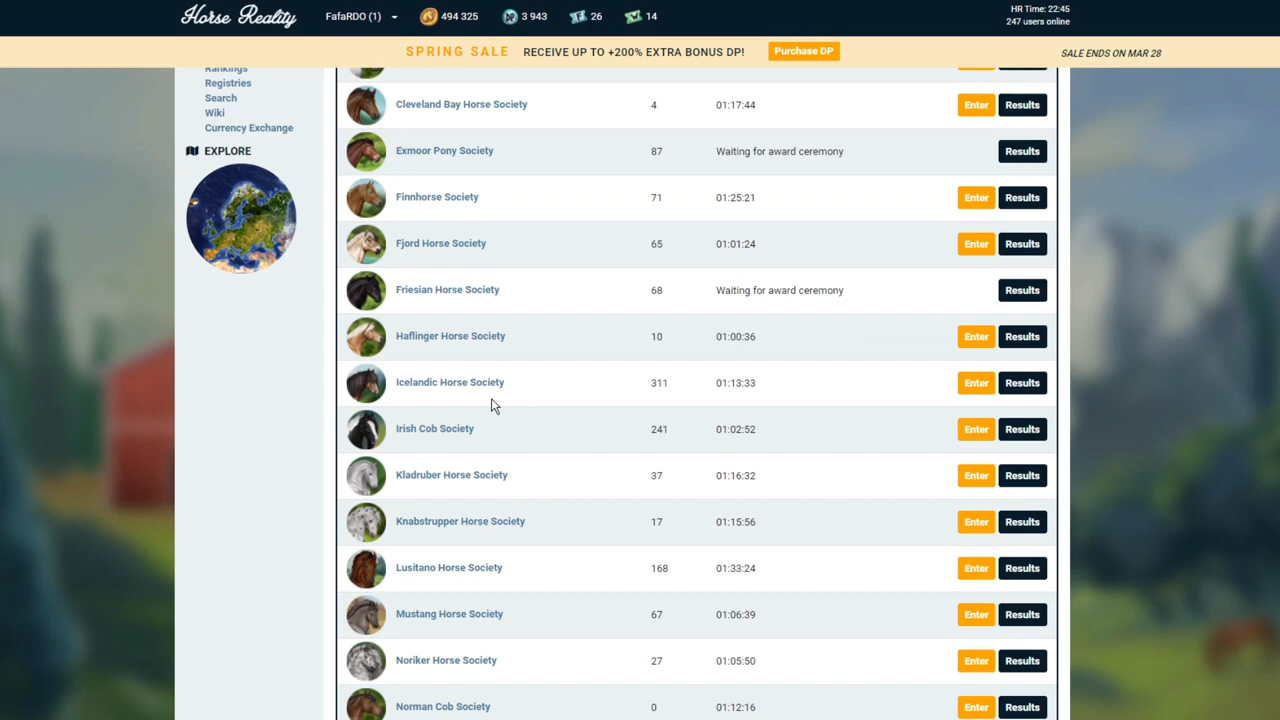 Horse Reality FafaRDO (1) 494 325 3 943 26 14 HR Time: 22:45
247 users online
SPRING SALE RECEIVE UP TO +200% EXTRA BONUS DP! Purchase DP SALE ENDS ON MAR 28
Rankings
Registries
Search
Wiki
Currency Exchange
EXPLORE
Cleveland Bay Horse Society 4 01:17:44 Enter Results
Exmoor Pony Society 87 Waiting for award ceremony Results
Finnhorse Society 71 01:25:21 Enter Results
Fjord Horse Society 65 01:01:24 Enter Results
Friesian Horse Society 68 Waiting for award ceremony Results
Haflinger Horse Society 10 01:00:36 Enter Results
Icelandic Horse Society 311 01:13:33 Enter Results
Irish Cob Society 241 01:02:52 Enter Results
Kladruber Horse Society 37 01:16:32 Enter Results
Knabstrupper Horse Society 17 01:15:56 Enter Results
Lusitano Horse Society 168 01:33:24 Enter Results
Mustang Horse Society 67 01:06:39 Enter Results
Noriker Horse Society 27 01:05:50 Enter Results
Norman Cob Society 0 01:12:16 Enter Results